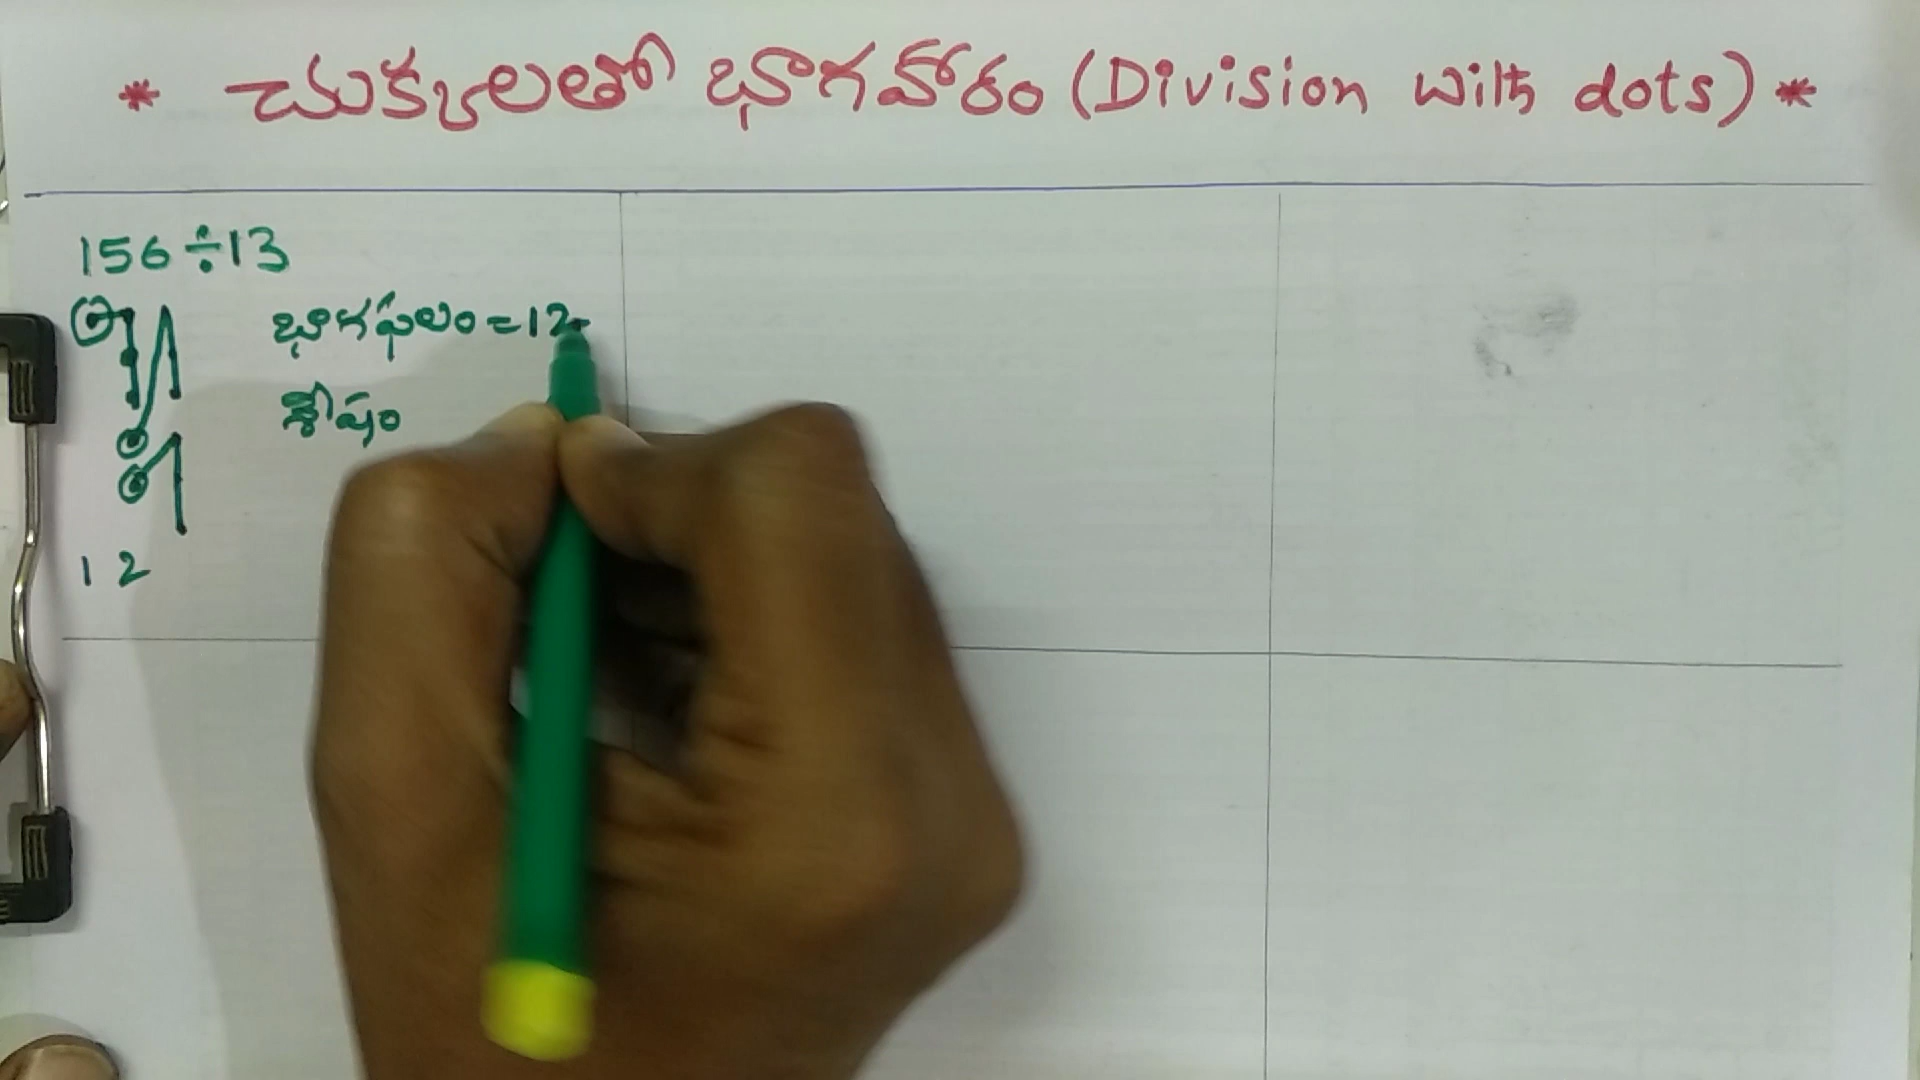 * చుక్కలతో భాగహారం (Division with dots) *
156 ÷ 13
భాగఫలం = 12
శేషం
12